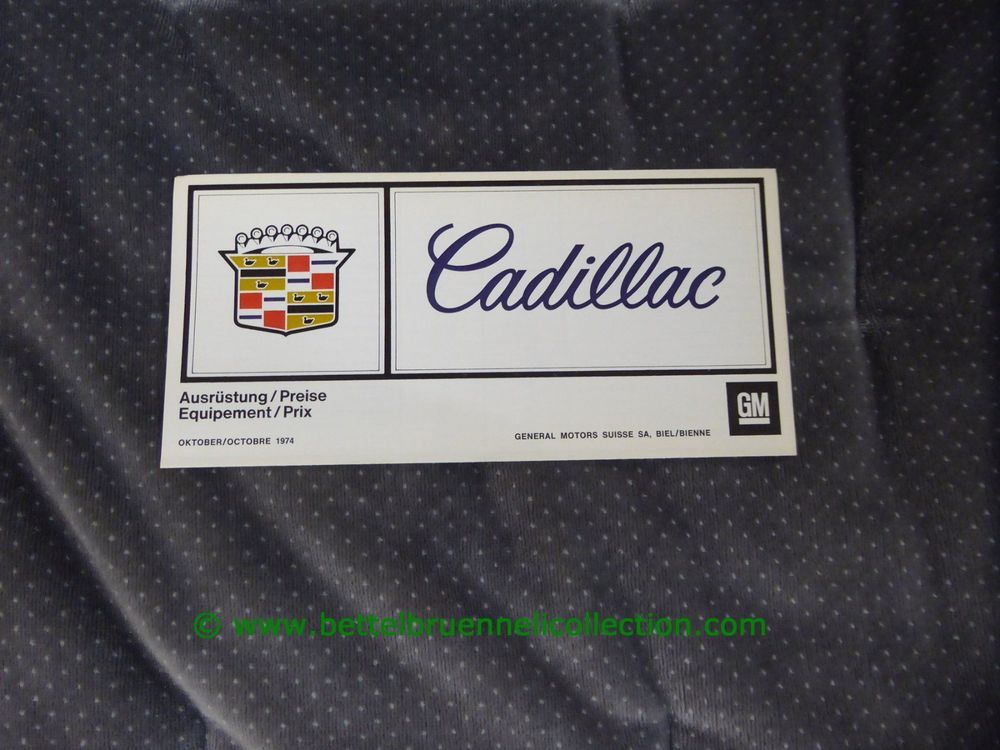 Cadillac
Ausrüstung/Preise
Equipement/Prix
OKTOBER/OCTOBRE 1974
GENERAL MOTORS SUISSE SA, BIEL/BIENNE
GM
© www.bettelbruennelicollection.com